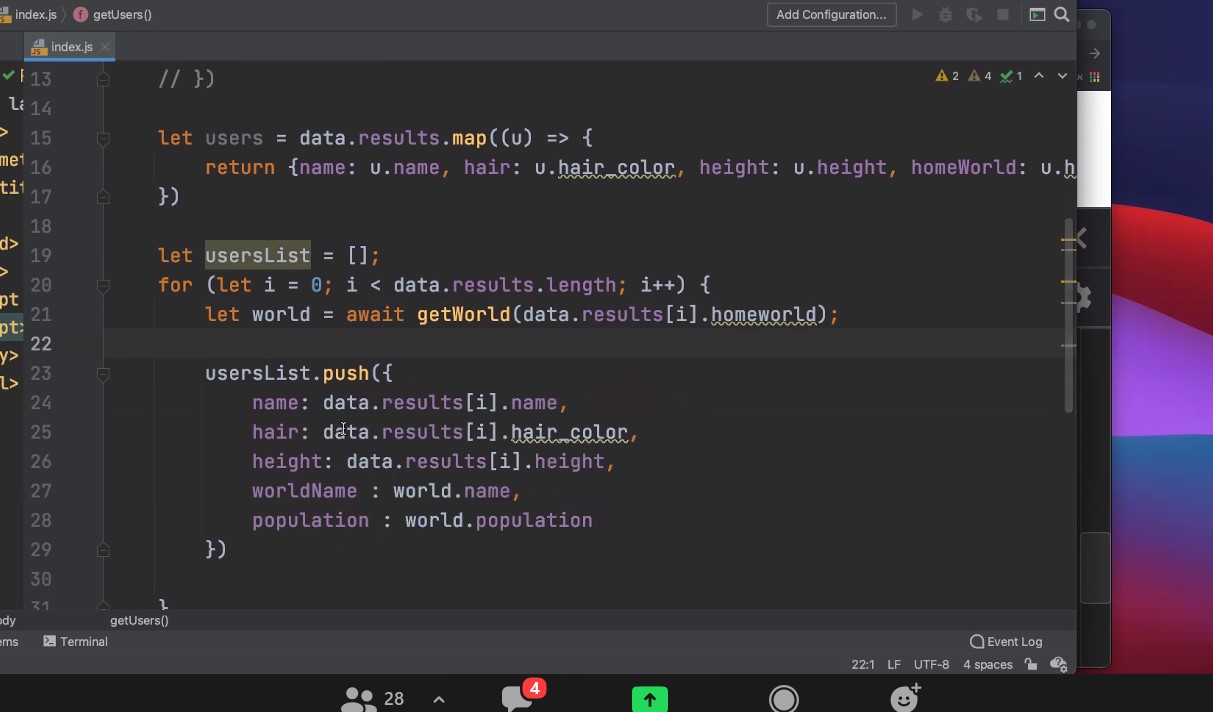 index.js getUsers() Add Configuration...
index.js
13 // }) 2 4 1
14
15 let users = data.results.map((u) => {
16 return {name: u.name, hair: u.hair_color, height: u.height, homeWorld: u.h
17 })
18
19 let usersList = [];
20 for (let i = 0; i < data.results.length; i++) {
21 let world = await getWorld(data.results[i].homeworld);
22
23 usersList.push({
24 name: data.results[i].name,
25 hair: data.results[i].hair_color,
26 height: data.results[i].height,
27 worldName : world.name,
28 population : world.population
29 })
30
31 }
getUsers()
Terminal Event Log
22:1 LF UTF-8 4 spaces
28 4